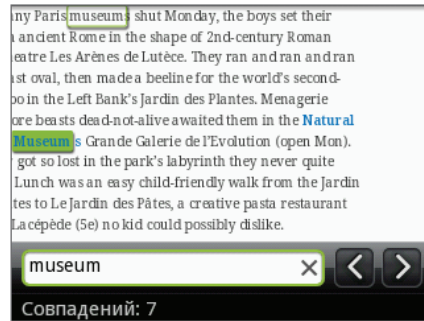 ny Paris museums shut Monday, the boys set their
ancient Rome in the shape of 2nd-century Roman
eatre Les Arènes de Lutèce. They ran and ran and ran
st oval, then made a beeline for the world's second-
oo in the Left Bank's Jardin des Plantes. Menagerie
ore beasts dead-not-alive awaited them in the Natural
Museum's Grande Galerie de l'Evolution (open Mon).
got so lost in the park's labyrinth they never quite
Lunch was an easy child-friendly walk from the Jardin
tes to Le Jardin des Pâtes, a creative pasta restaurant
Lacépède (5e) no kid could possibly dislike.
museum
Совпадений: 7